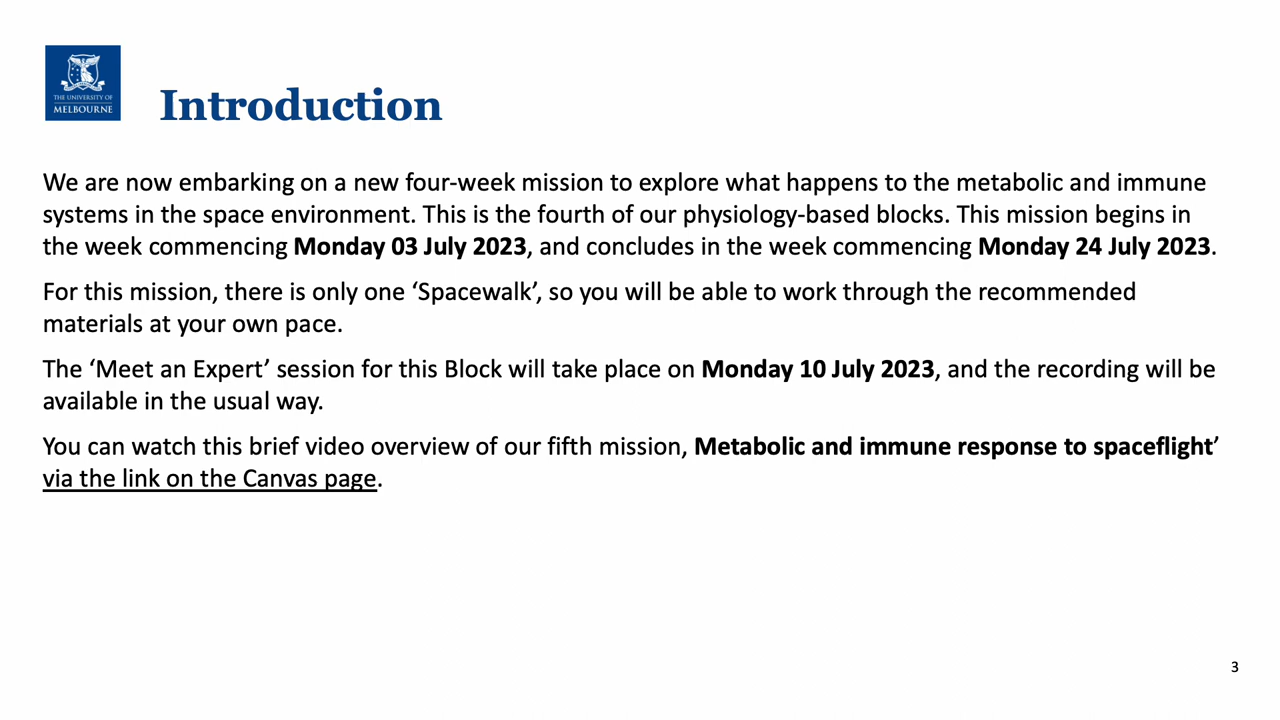 THE UNIVERSITY OF
MELBOURNE
Introduction
We are now embarking on a new four-week mission to explore what happens to the metabolic and immune
systems in the space environment. This is the fourth of our physiology-based blocks. This mission begins in
the week commencing Monday 03 July 2023, and concludes in the week commencing Monday 24 July 2023.
For this mission, there is only one ‘Spacewalk’, so you will be able to work through the recommended
materials at your own pace.
The ‘Meet an Expert’ session for this Block will take place on Monday 10 July 2023, and the recording will be
available in the usual way.
You can watch this brief video overview of our fifth mission, Metabolic and immune response to spaceflight’
via the link on the Canvas page.
3